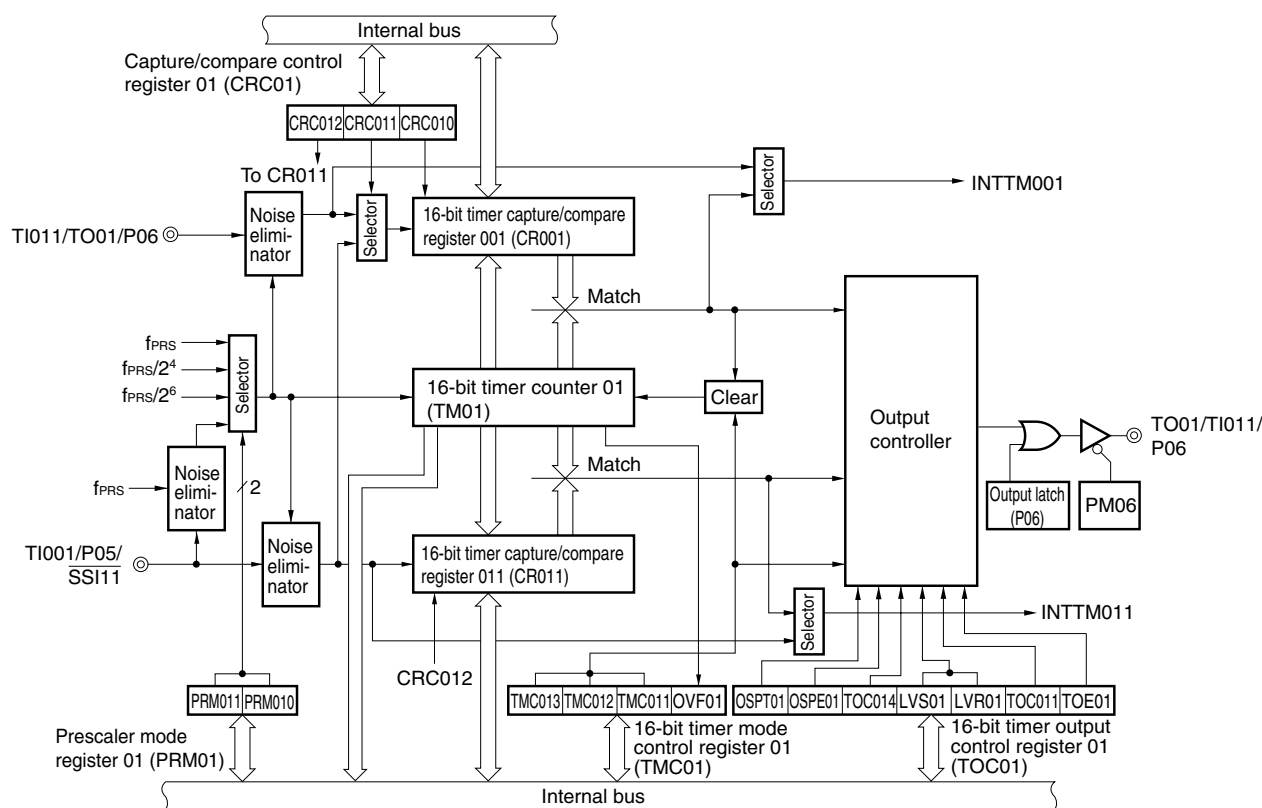 Internal bus
Capture/compare control
register 01 (CRC01)
CRC012 CRC011 CRC010
To CR011
Selector
INTTM001
TI011/TO01/P06
Noise
elimi-
nator
Selector
16-bit timer capture/compare
register 001 (CR001)
Match
fPRS
fPRS/2⁴
fPRS/2⁶
Selector
16-bit timer counter 01
(TM01)
Clear
Output
controller
TO01/TI011/
P06
Match
fPRS
Noise
elimi-
nator
2
Output latch
(P06)
PM06
TI001/P05/
SSI11
Noise
elimi-
nator
16-bit timer capture/compare
register 011 (CR011)
Selector
INTTM011
CRC012
PRM011 PRM010
TMC013 TMC012 TMC011 OVF01
OSPT01 OSPE01 TOC014 LVS01 LVR01 TOC011 TOE01
Prescaler mode
register 01 (PRM01)
16-bit timer mode
control register 01
(TMC01)
16-bit timer output
control register 01
(TOC01)
Internal bus